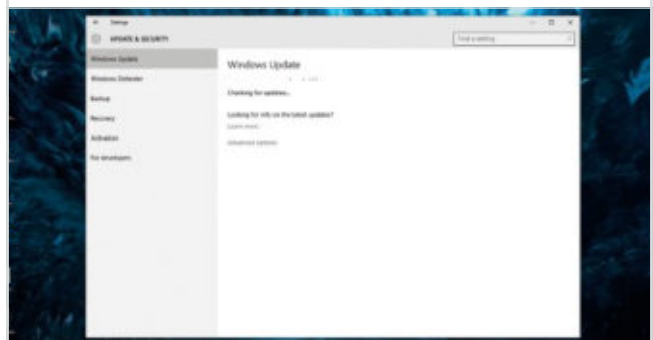 Settings
UPDATE & SECURITY
Find a setting
Windows Update
Windows Defender
Backup
Recovery
Activation
For developers
Windows Update
Checking for updates...
Looking for info on the latest updates?
Learn more
Advanced options